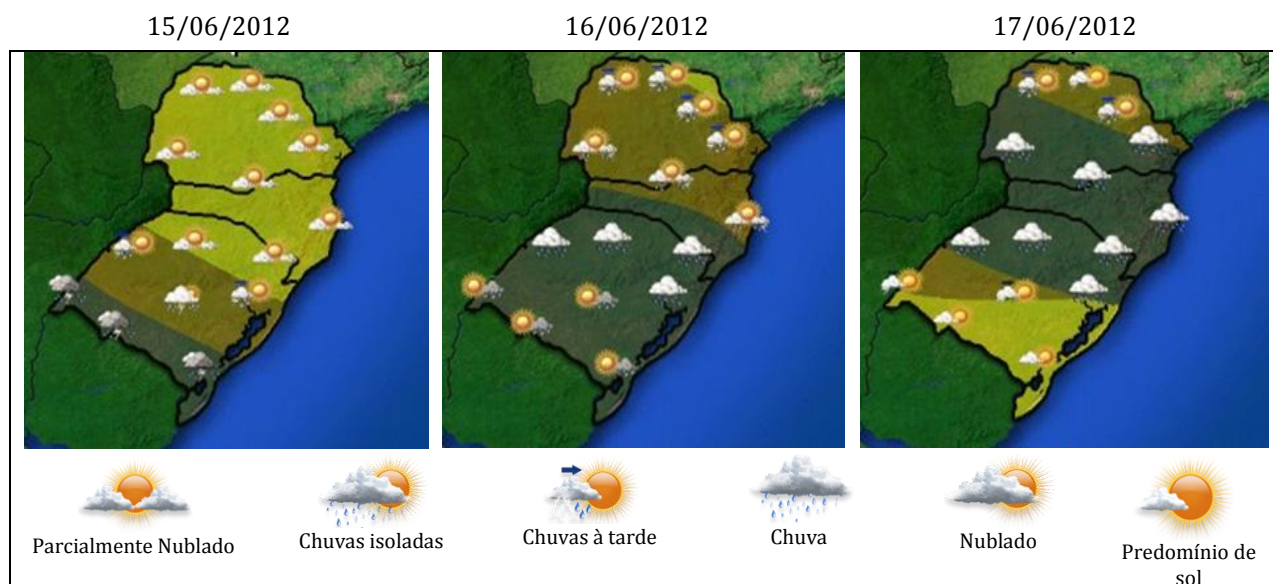 15/06/2012
16/06/2012
17/06/2012
Parcialmente Nublado
Chuvas isoladas
Chuvas à tarde
Chuva
Nublado
Predomínio de
sol